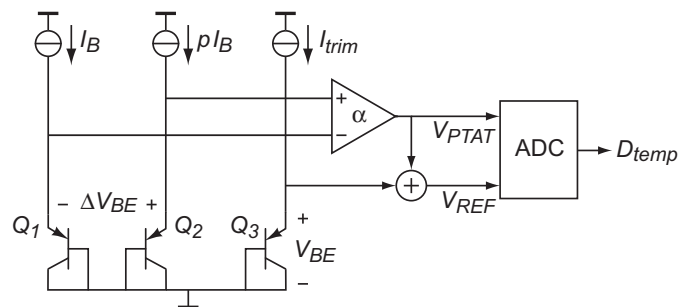 I_B
pI_B
I_trim
+
α
−
V_PTAT
ADC
D_temp
+
V_REF
− ΔV_BE +
Q_1
Q_2
Q_3
+
V_BE
−